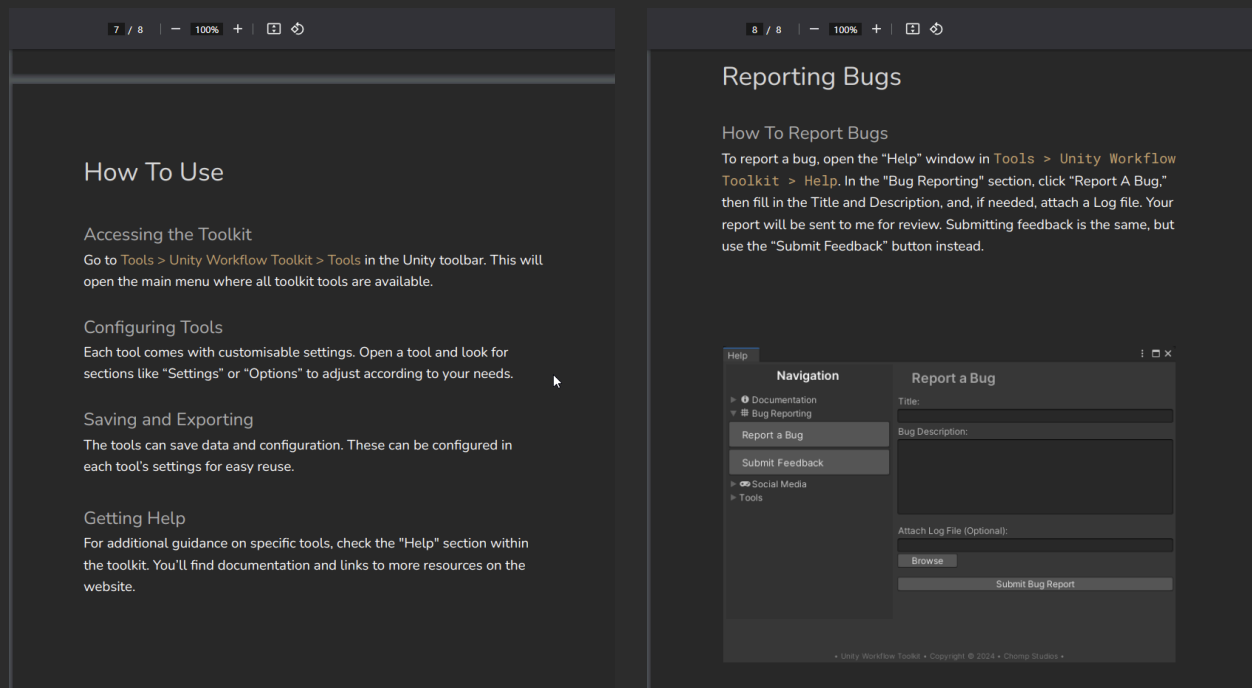 7 / 8
100%
How To Use
Accessing the Toolkit
Go to Tools > Unity Workflow Toolkit > Tools in the Unity toolbar. This will
open the main menu where all toolkit tools are available.
Configuring Tools
Each tool comes with customisable settings. Open a tool and look for
sections like “Settings” or “Options” to adjust according to your needs.
Saving and Exporting
The tools can save data and configuration. These can be configured in
each tool’s settings for easy reuse.
Getting Help
For additional guidance on specific tools, check the "Help" section within
the toolkit. You’ll find documentation and links to more resources on the
website.
8 / 8
100%
Reporting Bugs
How To Report Bugs
To report a bug, open the “Help” window in Tools > Unity Workflow
Toolkit > Help. In the "Bug Reporting" section, click “Report A Bug,”
then fill in the Title and Description, and, if needed, attach a Log file. Your
report will be sent to me for review. Submitting feedback is the same, but
use the “Submit Feedback” button instead.
Help
Navigation
Documentation
Bug Reporting
Report a Bug
Submit Feedback
Social Media
Tools
Report a Bug
Title:
Bug Description:
Attach Log File (Optional):
Browse
Submit Bug Report
• Unity Workflow Toolkit • Copyright © 2024 • Chomp Studios •